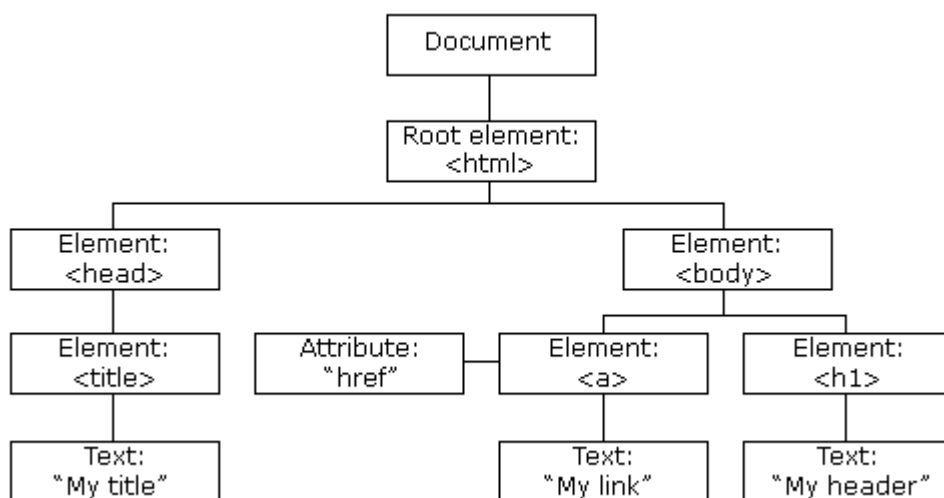 Document
Root element:
<html>
Element:
<head>
Element:
<body>
Element:
<title>
Attribute:
“href”
Element:
<a>
Element:
<h1>
Text:
“My title”
Text:
“My link”
Text:
“My header”